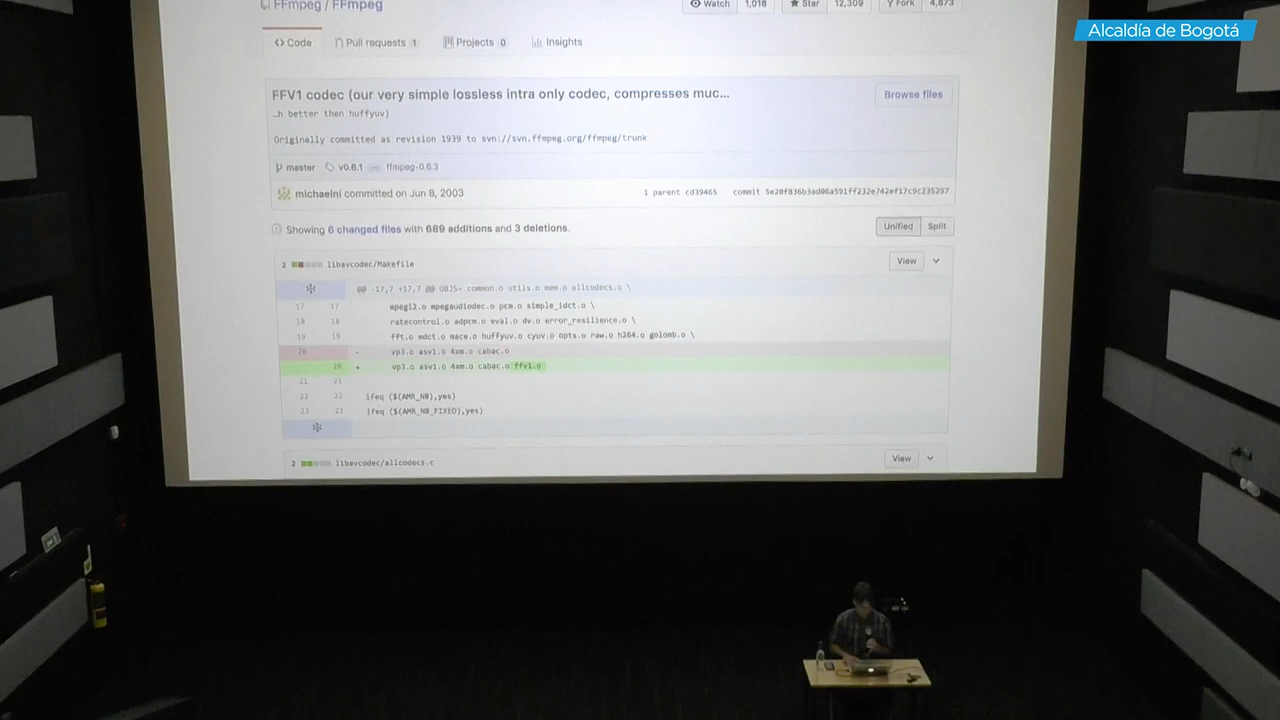 Alcaldía de Bogotá
FFmpeg / FFmpeg
Watch 1,018 Star 12,309 Fork 4,873
Code Pull requests 1 Projects 0 Insights
FFV1 codec (our very simple lossless intra only codec, compresses muc...
Browse files
…h better then huffyuv)
Originally committed as revision 1939 to svn://svn.ffmpeg.org/ffmpeg/trunk
master v0.6.1 ... ffmpeg-0.6.3
michaelni committed on Jun 8, 2003
1 parent cd39465 commit
Showing 6 changed files with 689 additions and 3 deletions.
Unified Split
2 libavcodec/Makefile
View
@@ -17,7 +17,7 @@ OBJS= common.o utils.o mem.o allcodecs.o \
17 17 mpeg12.o mpegaudiodec.o pcm.o simple_idct.o \
18 18 ratecontrol.o adpcm.o eval.o dv.o error_resilience.o \
19 19 fft.o mdct.o mace.o huffyuv.o cyuv.o opts.o raw.o h264.o golomb.o \
20 - vp3.o asv1.o 4xm.o cabac.o
20 + vp3.o asv1.o 4xm.o cabac.o ffv1.o
21 21
22 22 ifeq ($(AMR_NB),yes)
23 23 ifeq ($(AMR_NB_FIXED),yes)
2 libavcodec/allcodecs.c
View